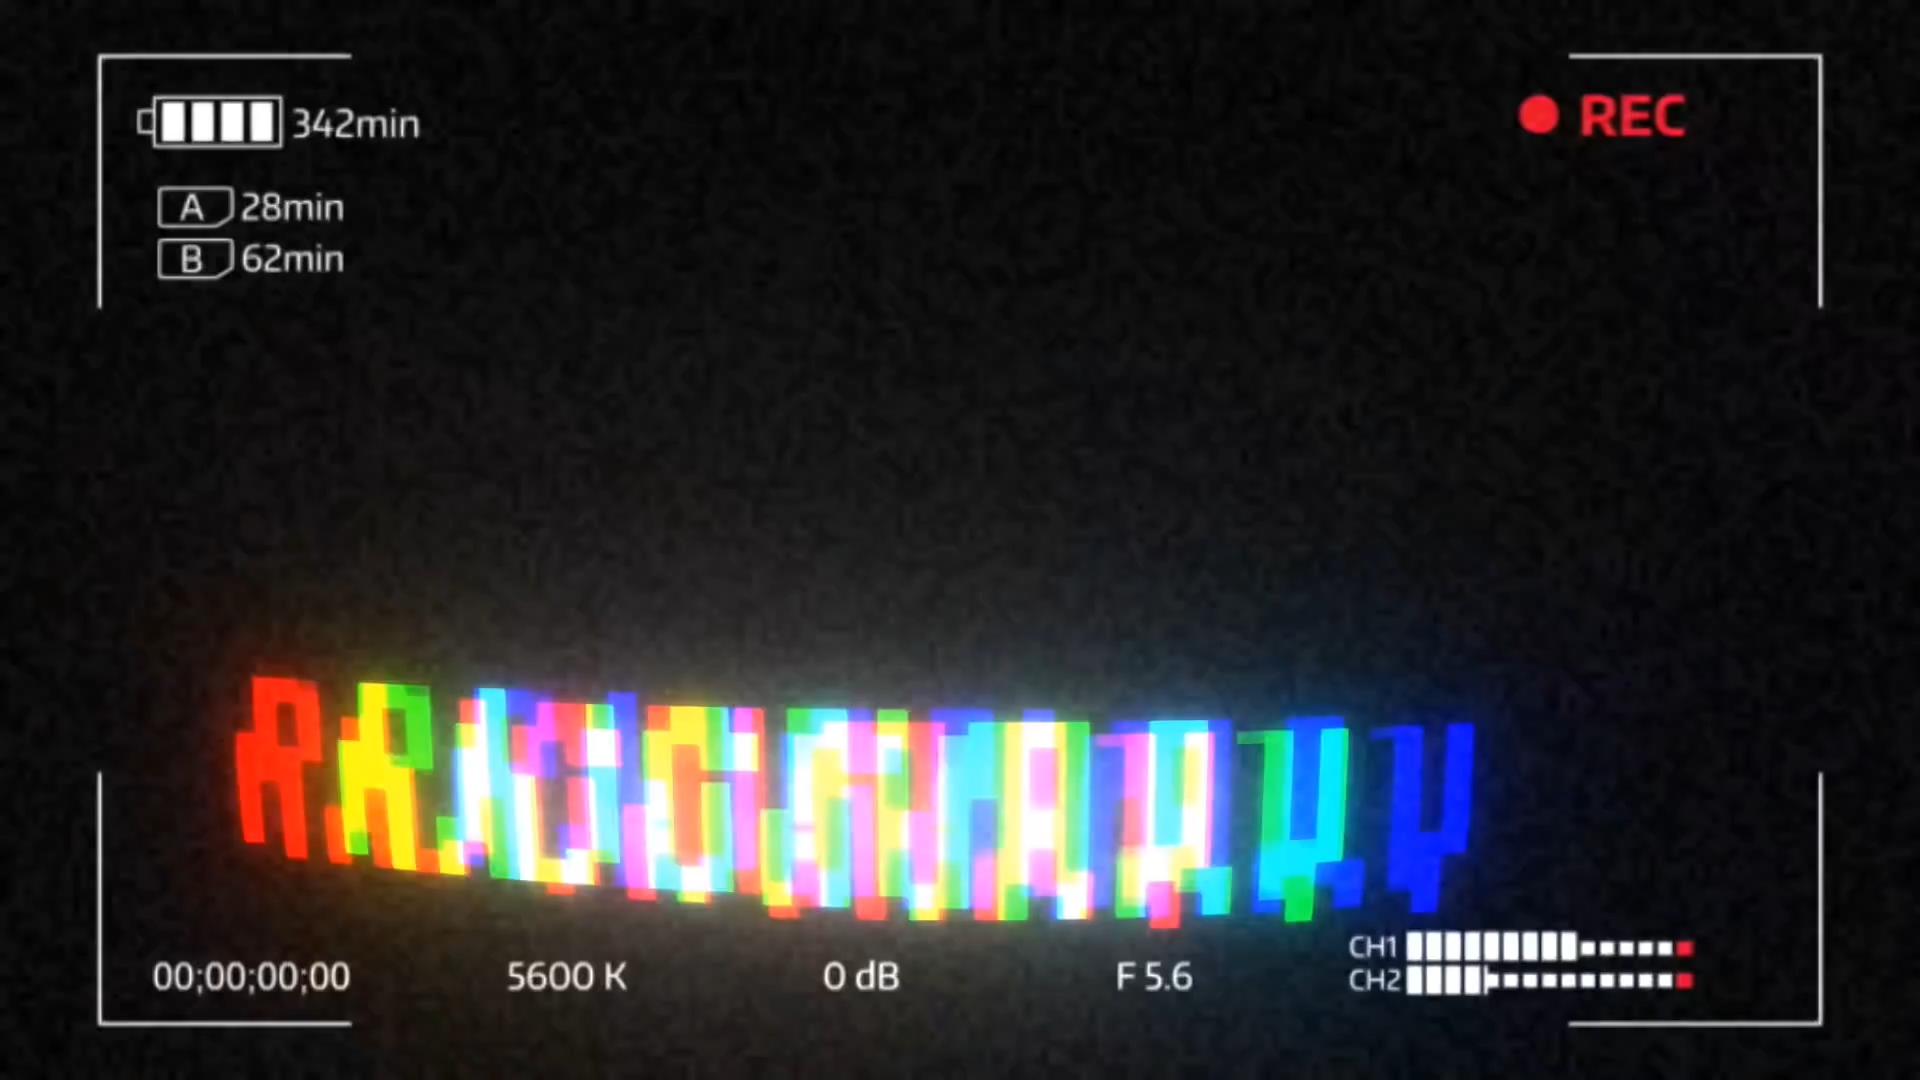 342min
REC
A 28min
B 62min
00;00;00;00
5600 K
0 dB
F 5.6
CH1
CH2